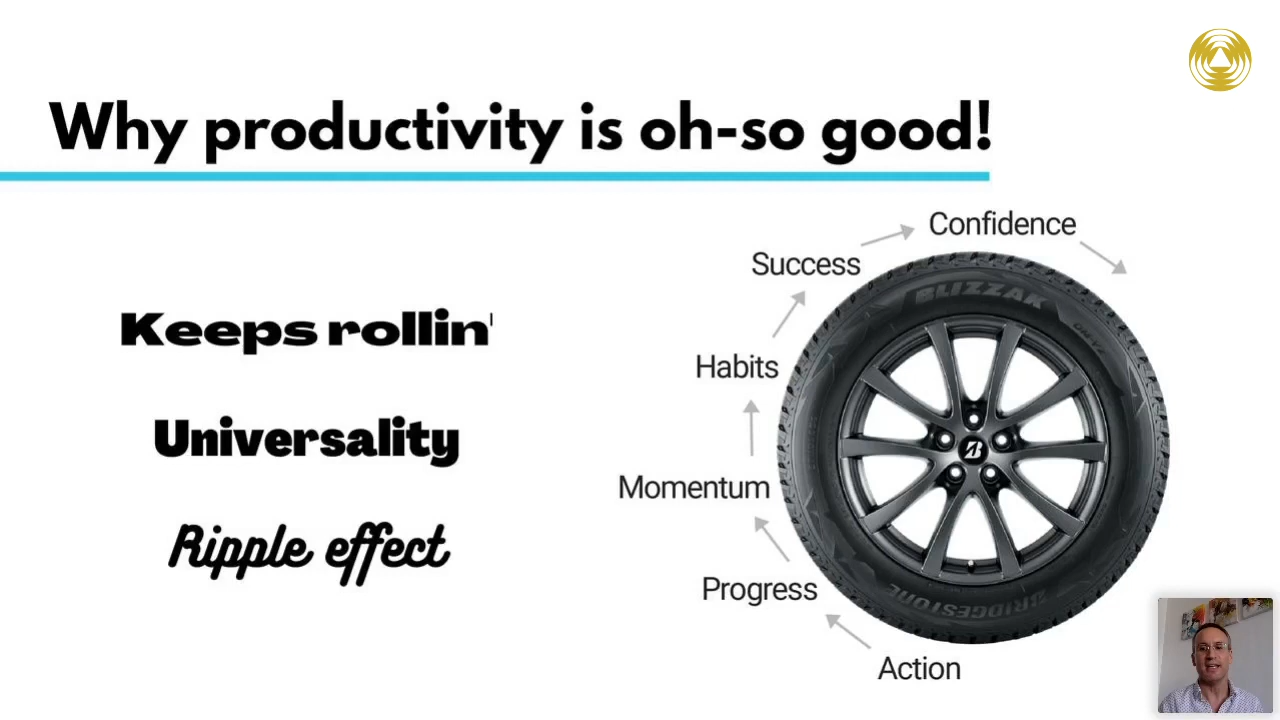 Why productivity is oh-so good!
Keeps rollin'
Universality
Ripple effect
Confidence
Success
Habits
Momentum
Progress
Action
BLIZZAK
BRIDGESTONE